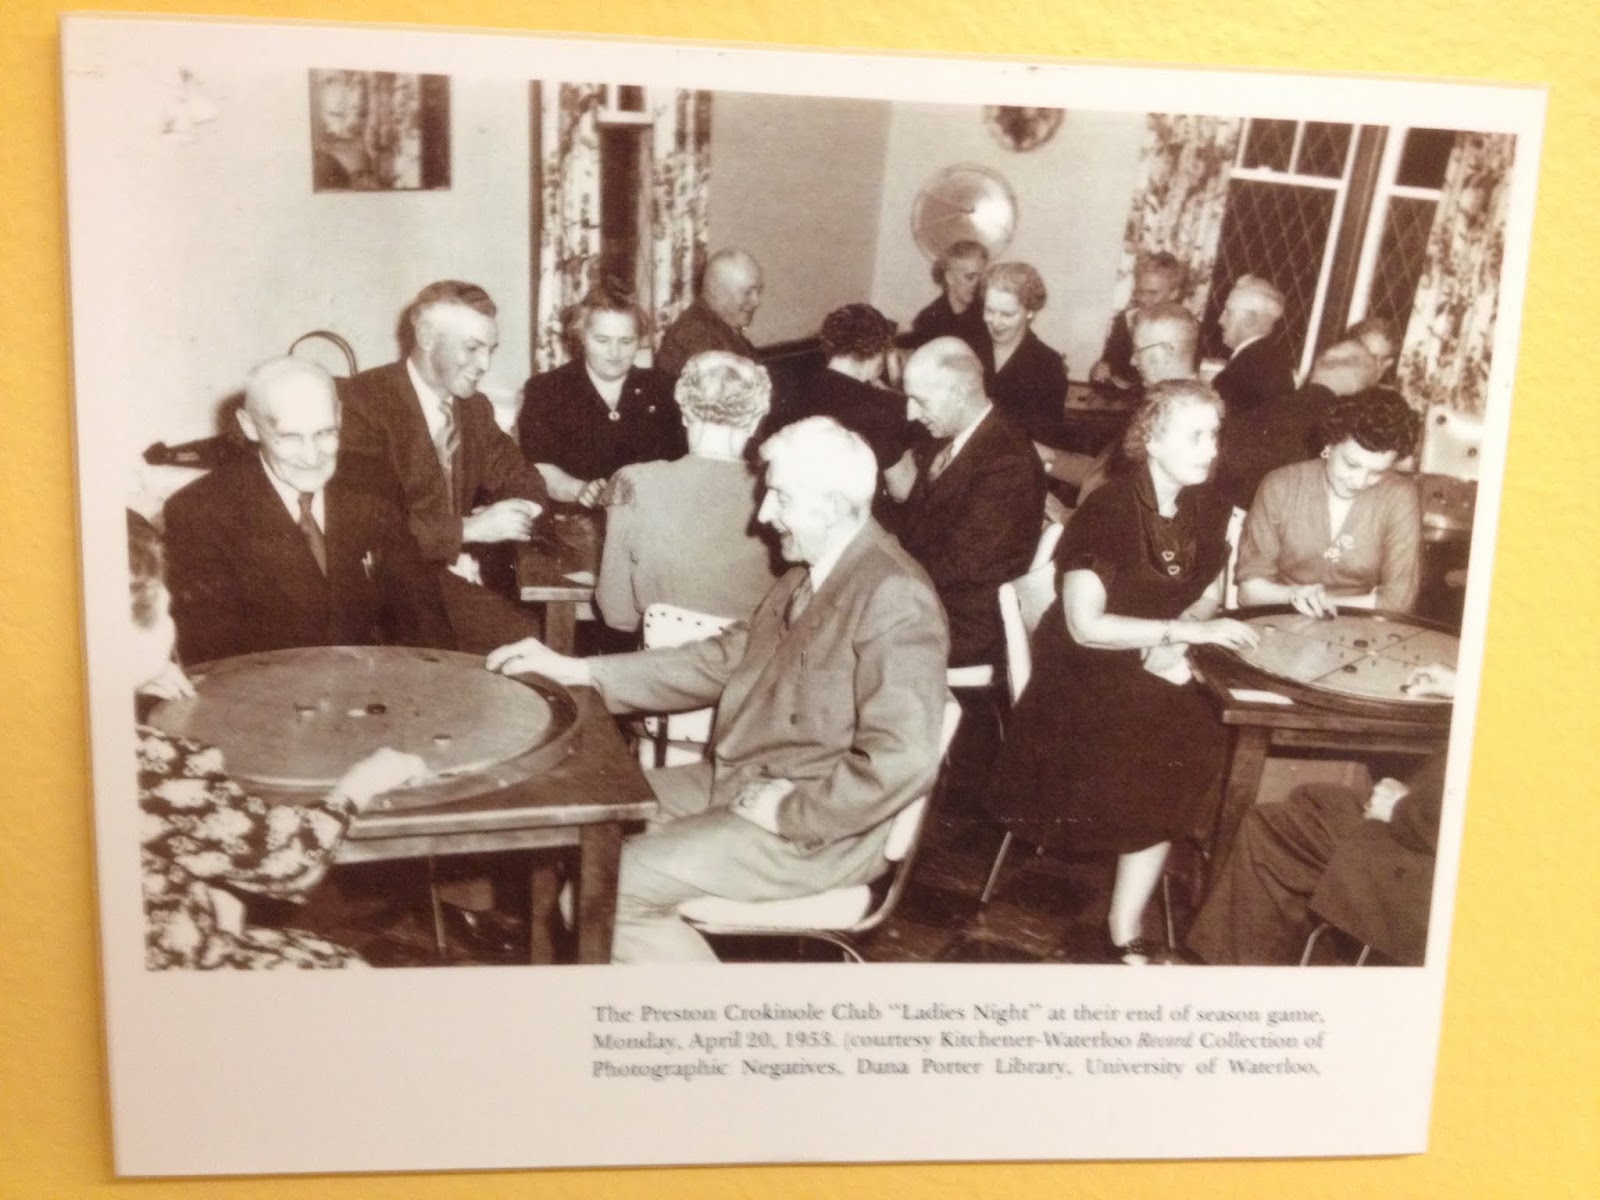 The Preston Crokinole Club "Ladies Night" at their end of season game,
Monday, April 20, 1953. (courtesy Kitchener-Waterloo Record Collection of
Photographic Negatives, Dana Porter Library, University of Waterloo,